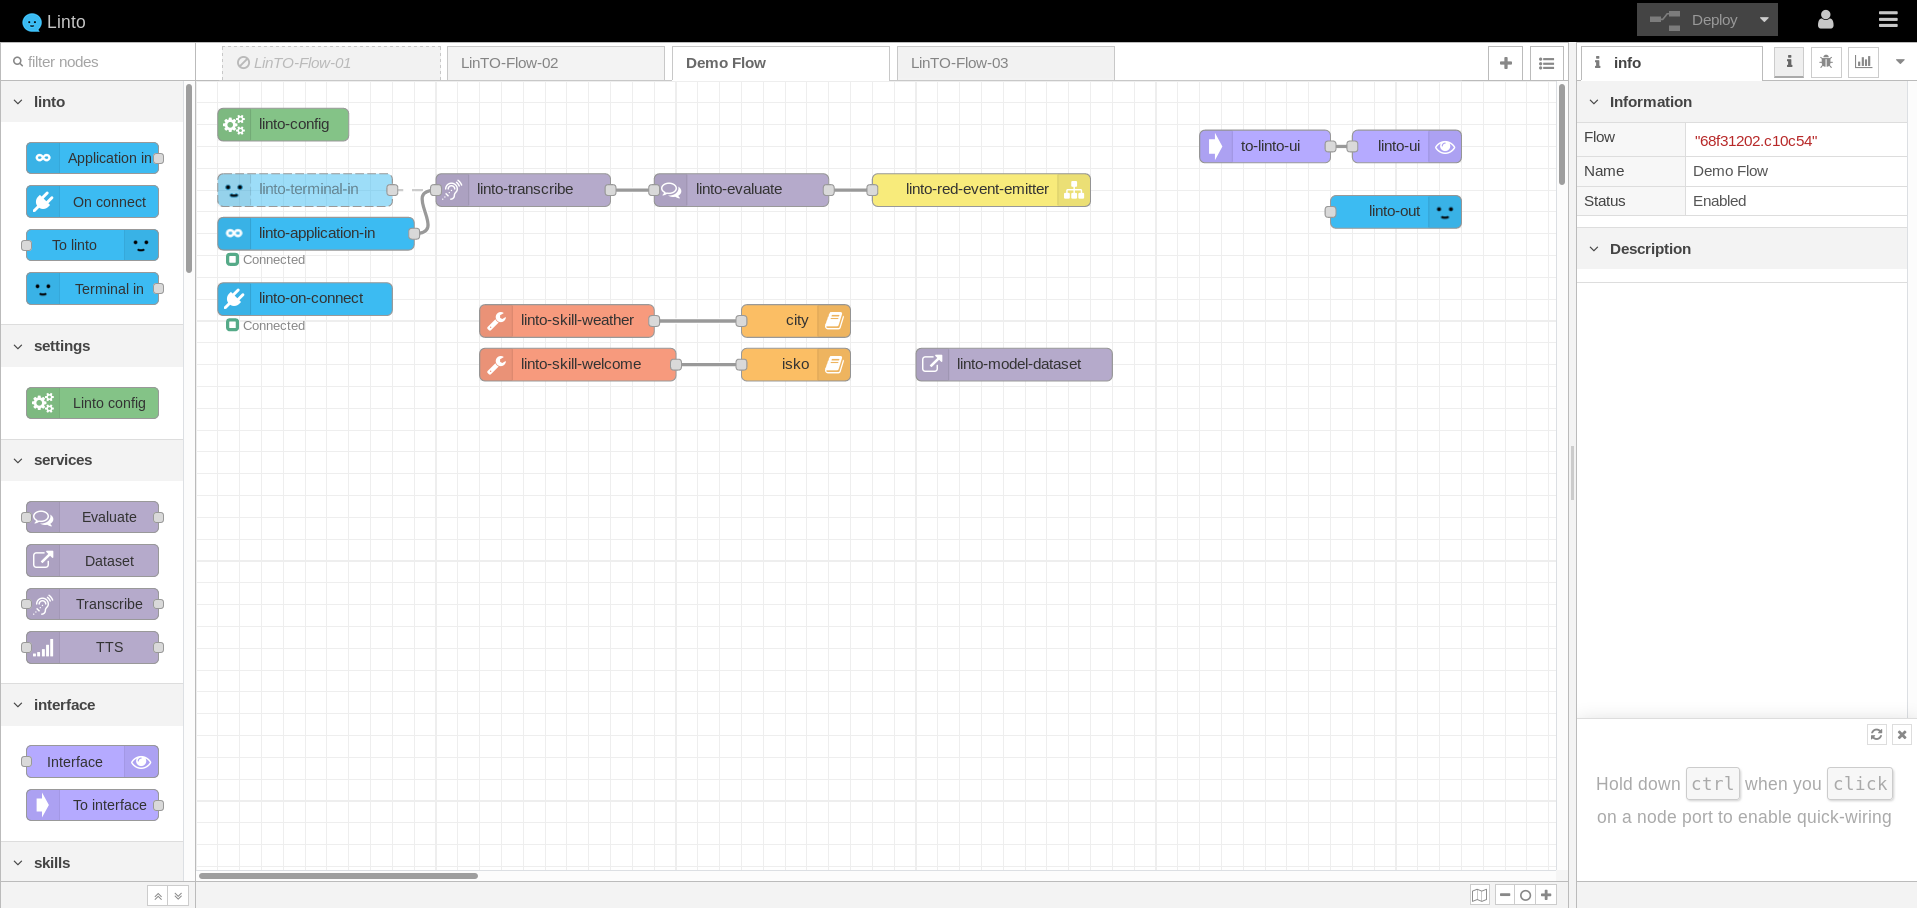 Linto
Deploy
filter nodes
LinTO-Flow-01
LinTO-Flow-02
Demo Flow
LinTO-Flow-03
info
linto
Application in
On connect
To linto
Terminal in
settings
Linto config
services
Evaluate
Dataset
Transcribe
TTS
interface
Interface
To interface
skills
linto-config
linto-terminal-in
linto-transcribe
linto-evaluate
linto-red-event-emitter
linto-application-in
Connected
linto-on-connect
Connected
to-linto-ui
linto-ui
linto-out
linto-skill-weather
city
linto-skill-welcome
isko
linto-model-dataset
Information
Flow "68f31202.c10c54"
Name Demo Flow
Status Enabled
Description
Hold down ctrl when you click
on a node port to enable quick-wiring